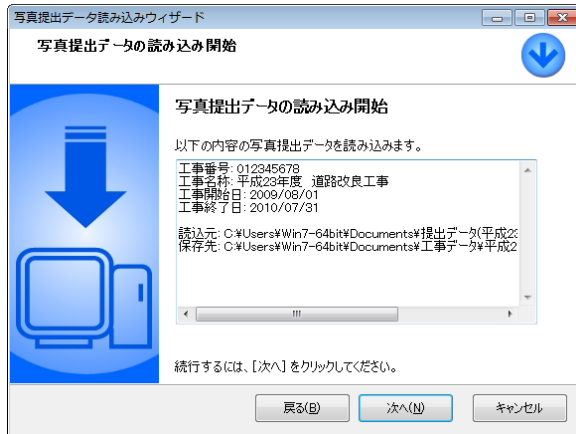 写真提出データ読み込みウィザード
写真提出データの読み込み開始
写真提出データの読み込み開始
以下の内容の写真提出データを読み込みます。
工事番号: 012345678
工事名称: 平成23年度　道路改良工事
工事開始日: 2009/08/01
工事終了日: 2010/07/31
読込元: C:¥Users¥Win7-64bit¥Documents¥提出データ(平成23
保存先: C:¥Users¥Win7-64bit¥Documents¥工事データ¥平成2
続行するには、[次へ] をクリックしてください。
戻る(B)
次へ(N)
キャンセル